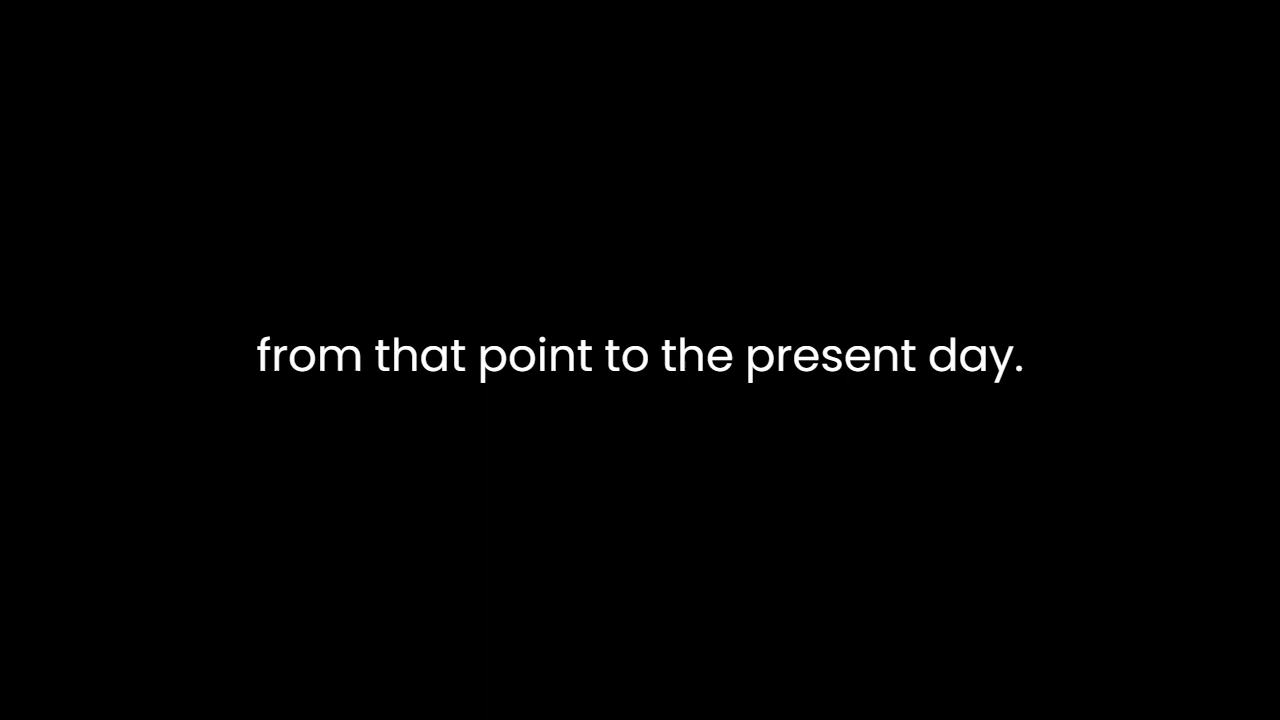 from that point to the present day.